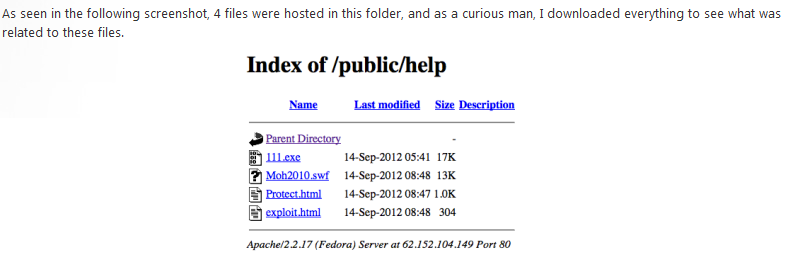 As seen in the following screenshot, 4 files were hosted in this folder, and as a curious man, I downloaded everything to see what was
related to these files.
Index of /public/help
Name Last modified Size Description
Parent Directory -
111.exe 14-Sep-2012 05:41 17K
Moh2010.swf 14-Sep-2012 08:48 13K
Protect.html 14-Sep-2012 08:47 1.0K
exploit.html 14-Sep-2012 08:48 304
Apache/2.2.17 (Fedora) Server at 62.152.104.149 Port 80